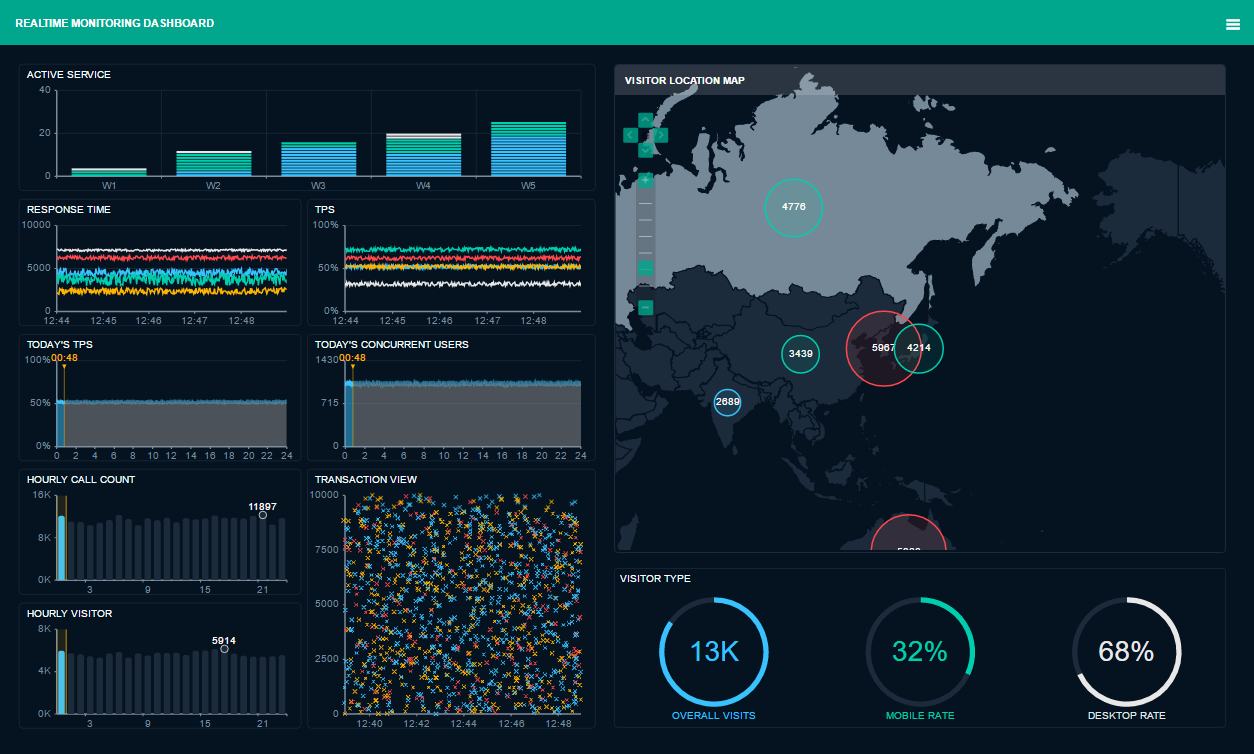 REALTIME MONITORING DASHBOARD
ACTIVE SERVICE
40
20
0
W1 W2 W3 W4 W5
RESPONSE TIME
10000
5000
0
12:44 12:45 12:46 12:47 12:48
TPS
100%
50%
0%
12:44 12:45 12:46 12:47 12:48
TODAY'S TPS
100% 00:48
50%
0%
0 2 4 6 8 10 12 14 16 18 20 22 24
TODAY'S CONCURRENT USERS
1430 00:48
715
0
0 2 4 6 8 10 12 14 16 18 20 22 24
HOURLY CALL COUNT
16K
11897
8K
0K
3 9 15 21
HOURLY VISITOR
8K
5914
4K
0K
3 9 15 21
TRANSACTION VIEW
10000
7500
5000
2500
0
12:40 12:42 12:44 12:46 12:48
VISITOR LOCATION MAP
4776
5967 4214
3439
2689
VISITOR TYPE
13K 32% 68%
OVERALL VISITS MOBILE RATE DESKTOP RATE